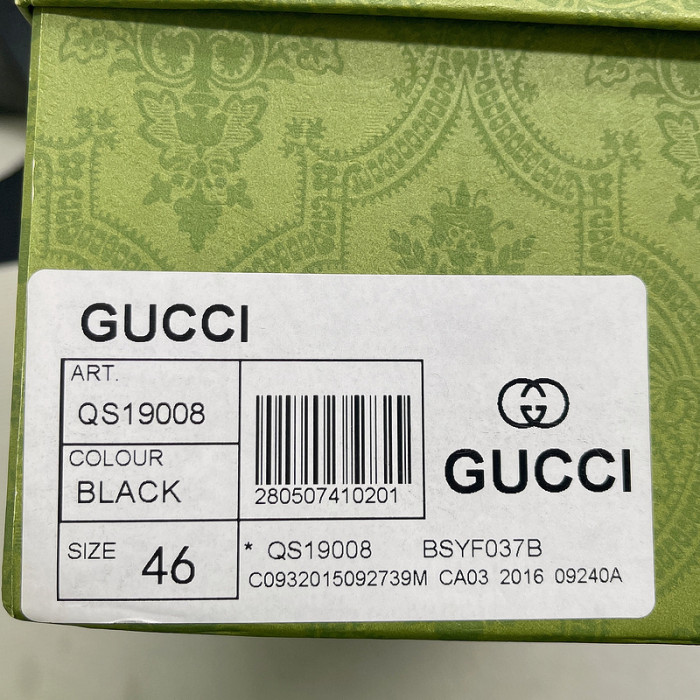 GUCCI
ART.
QS19008
COLOUR
BLACK
SIZE 46
280507410201
GUCCI
* QS19008 BSYF037B
C0932015092739M CA03 2016 09240A